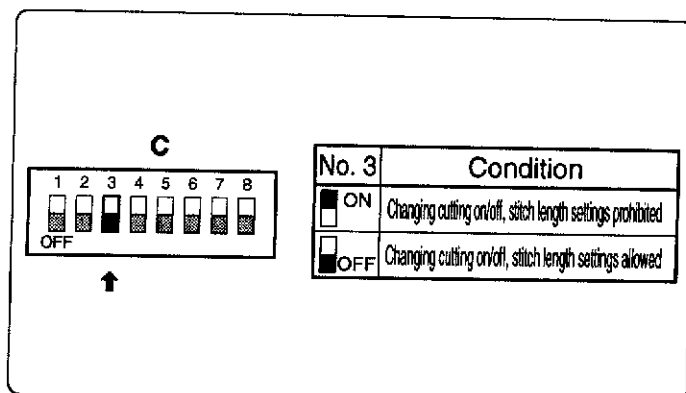 C
1 2 3 4 5 6 7 8
OFF
No. 3 Condition
ON Changing cutting on/off, stitch length settings prohibited
OFF Changing cutting on/off, stitch length settings allowed